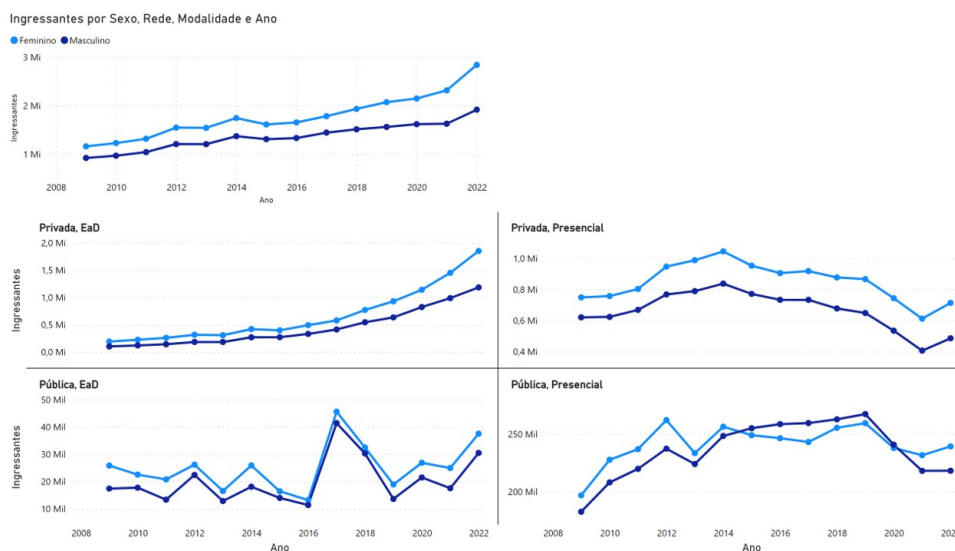 Ingressantes por Sexo, Rede, Modalidade e Ano
Feminino Masculino
3 Mi
2 Mi
1 Mi
Ingressantes
2008 2010 2012 2014 2016 2018 2020 2022
Ano
Privada, EaD
2,0 Mi
1,5 Mi
1,0 Mi
0,5 Mi
0,0 Mi
Ingressantes
Privada, Presencial
1,0 Mi
0,8 Mi
0,6 Mi
0,4 Mi
Pública, EaD
50 Mil
40 Mil
30 Mil
20 Mil
10 Mil
Ingressantes
2008 2010 2012 2014 2016 2018 2020 2022
Ano
Pública, Presencial
250 Mil
200 Mil
2008 2010 2012 2014 2016 2018 2020 202
Ano